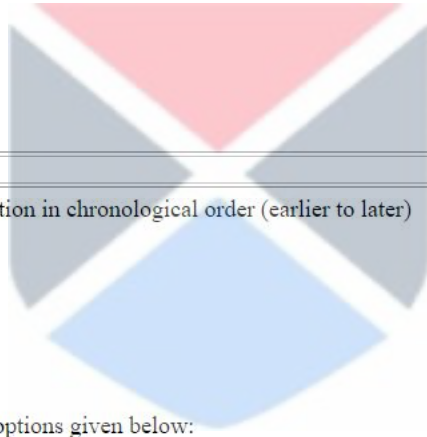 tion in chronological order (earlier to later)
options given below: